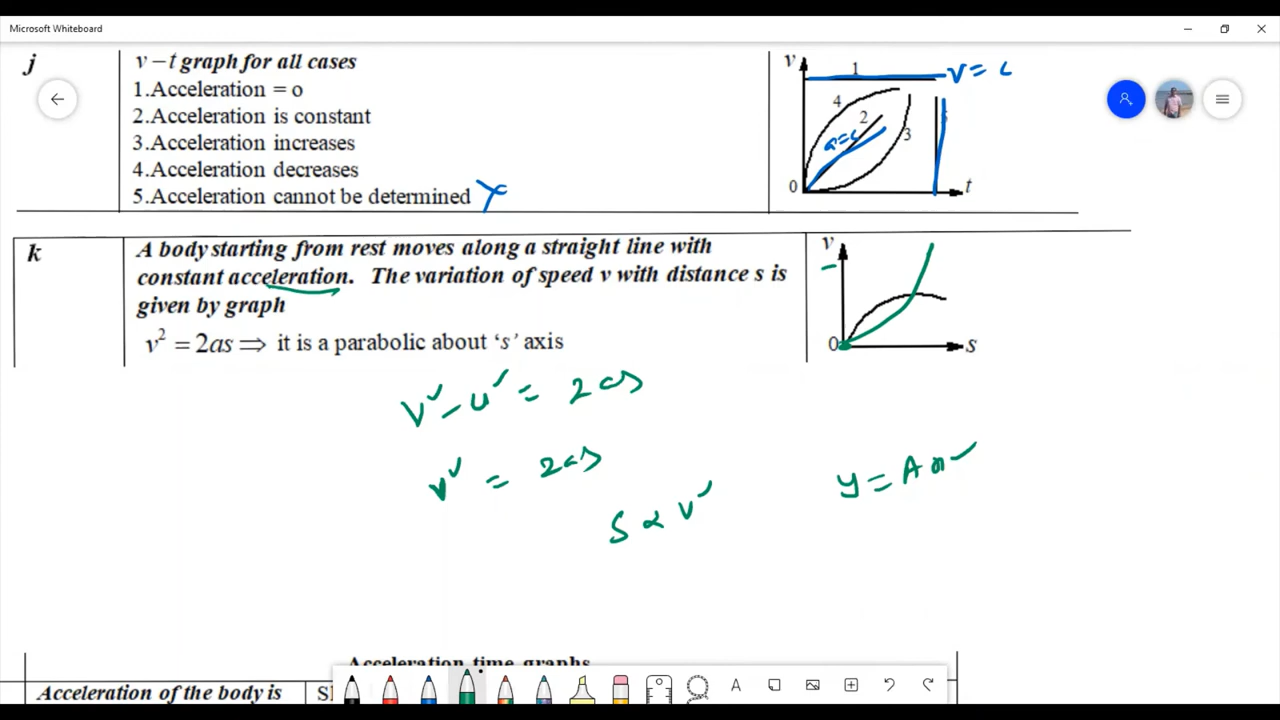 Microsoft Whiteboard
j
v – t graph for all cases
1.Acceleration = o
2.Acceleration is constant
3.Acceleration increases
4.Acceleration decreases
5.Acceleration cannot be determined
v
1
v = c
4
2
a=c
3
0
t
k
A body starting from rest moves along a straight line with
constant acceleration. The variation of speed v with distance s is
given by graph
v² = 2as ⟹ it is a parabolic about ‘s’ axis
v
0
s
v² – u² = 2as
v² = 2as
s ∝ v²
y = Ax²
Acceleration time graphs
Acceleration of the body is
A